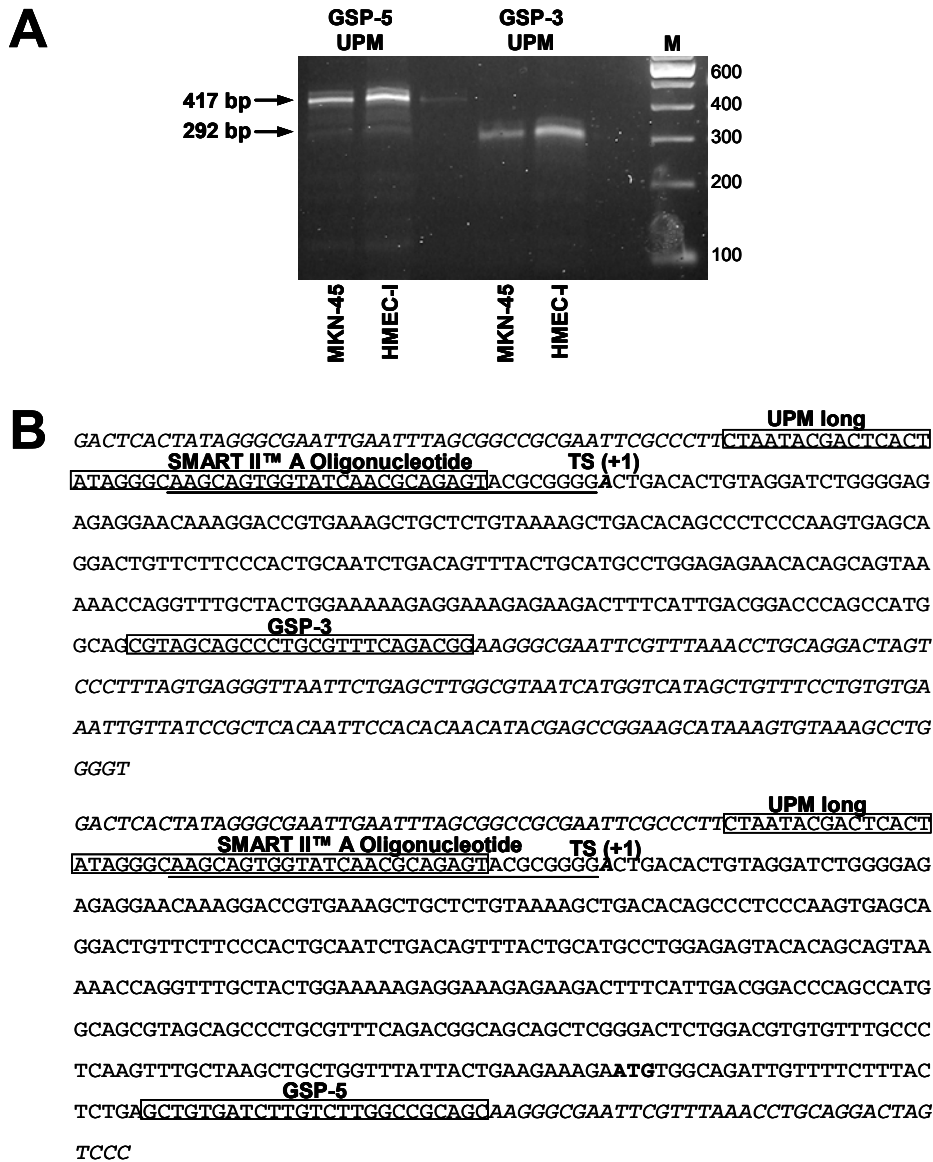 A
GSP-5 GSP-3
UPM UPM M
600
417 bp 400
292 bp 300
200
100
MKN-45 HMEC-I MKN-45 HMEC-I
B
UPM long
GACTCACTATAGGGCGAATTGAATTTAGCGGCCGCGAATTCGCCCTTCTAATACGACTCACT
SMART II™ A Oligonucleotide TS (+1)
ATAGGGCAAGCAGTGGTATCAACGCAGAGTACGCGGGGACTGACACTGTAGGATCTGGGGAG
AGAGGAACAAAGGACCGTGAAAGCTGCTCTGTAAAAGCTGACACAGCCCTCCCAAGTGAGCA
GGACTGTTCTTCCCACTGCAATCTGACAGTTTACTGCATGCCTGGAGAGAACACAGCAGTAA
AAACCAGGTTTGCTACTGGAAAAAGAGGAAAGAGAAGACTTTCATTGACGGACCCAGCCATG
GSP-3
GCAGCGTAGCAGCCCTGCGTTTCAGACGGAAGGGCGAATTCGTTTAAACCTGCAGGACTAGT
CCCTTTAGTGAGGGTTAATTCTGAGCTTGGCGTAATCATGGTCATAGCTGTTTCCTGTGTGA
AATTGTTATCCGCTCACAATTCCACACAACATACGAGCCGGAAGCATAAAGTGTAAAGCCTG
GGGT
UPM long
GACTCACTATAGGGCGAATTGAATTTAGCGGCCGCGAATTCGCCCTTCTAATACGACTCACT
SMART II™ A Oligonucleotide TS (+1)
ATAGGGCAAGCAGTGGTATCAACGCAGAGTACGCGGGGACTGACACTGTAGGATCTGGGGAG
AGAGGAACAAAGGACCGTGAAAGCTGCTCTGTAAAAGCTGACACAGCCCTCCCAAGTGAGCA
GGACTGTTCTTCCCACTGCAATCTGACAGTTTACTGCATGCCTGGAGAGTACACAGCAGTAA
AAACCAGGTTTGCTACTGGAAAAAGAGGAAAGAGAAGACTTTCATTGACGGACCCAGCCATG
GCAGCGTAGCAGCCCTGCGTTTCAGACGGCAGCAGCTCGGGACTCTGGACGTGTGTTTGCCC
TCAAGTTTGCTAAGCTGCTGGTTTATTACTGAAGAAAGAATGTGGCAGATTGTTTTCTTTAC
GSP-5
TCTGAGCTGTGATCTTGTCTTGGCCGCAGCAAGGGCGAATTCGTTTAAACCTGCAGGACTAG
TCCC